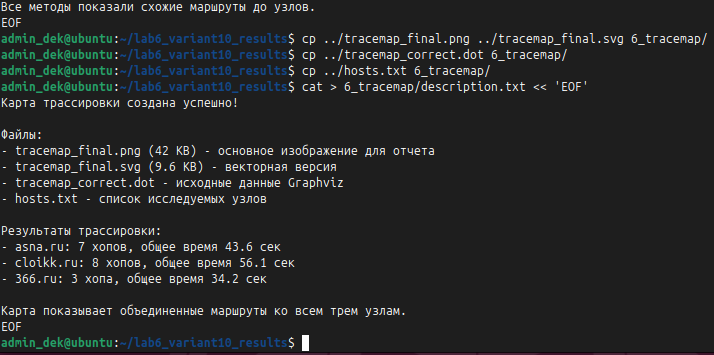 Все методы показали схожие маршруты до узлов.
EOF
admin_dek@ubuntu:~/lab6_variant10_results$ cp ../tracemap_final.png ../tracemap_final.svg 6_tracemap/
admin_dek@ubuntu:~/lab6_variant10_results$ cp ../tracemap_correct.dot 6_tracemap/
admin_dek@ubuntu:~/lab6_variant10_results$ cp ../hosts.txt 6_tracemap/
admin_dek@ubuntu:~/lab6_variant10_results$ cat > 6_tracemap/description.txt << 'EOF'
Карта трассировки создана успешно!
Файлы:
- tracemap_final.png (42 KB) - основное изображение для отчета
- tracemap_final.svg (9.6 KB) - векторная версия
- tracemap_correct.dot - исходные данные Graphviz
- hosts.txt - список исследуемых узлов
Результаты трассировки:
- asna.ru: 7 хопов, общее время 43.6 сек
- cloikk.ru: 8 хопов, общее время 56.1 сек
- 366.ru: 3 хопа, общее время 34.2 сек
Карта показывает объединенные маршруты ко всем трем узлам.
EOF
admin_dek@ubuntu:~/lab6_variant10_results$